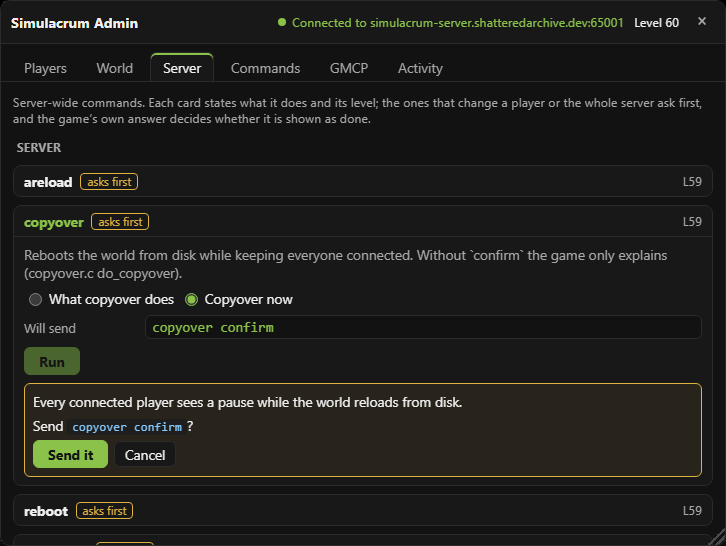 Simulacrum Admin
Connected to simulacrum-server.shatteredarchive.dev:65001 Level 60 ×
Players World Server Commands GMCP Activity
Server-wide commands. Each card states what it does and its level; the ones that change a player or the whole server ask first,
and the game's own answer decides whether it is shown as done.
SERVER
areload asks first L59
copyover asks first L59
Reboots the world from disk while keeping everyone connected. Without `confirm` the game only explains
(copyover.c do_copyover).
What copyover does Copyover now
Will send copyover confirm
Run
Every connected player sees a pause while the world reloads from disk.
Send copyover confirm ?
Send it Cancel
reboot asks first L59